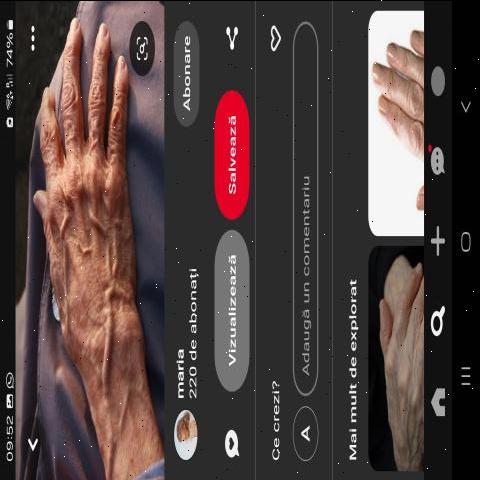 09:52 74%
maria
220 de abonați
Abonare
Vizualizează
Salvează
Ce crezi?
A
Adaugă un comentariu
Mai mult de explorat